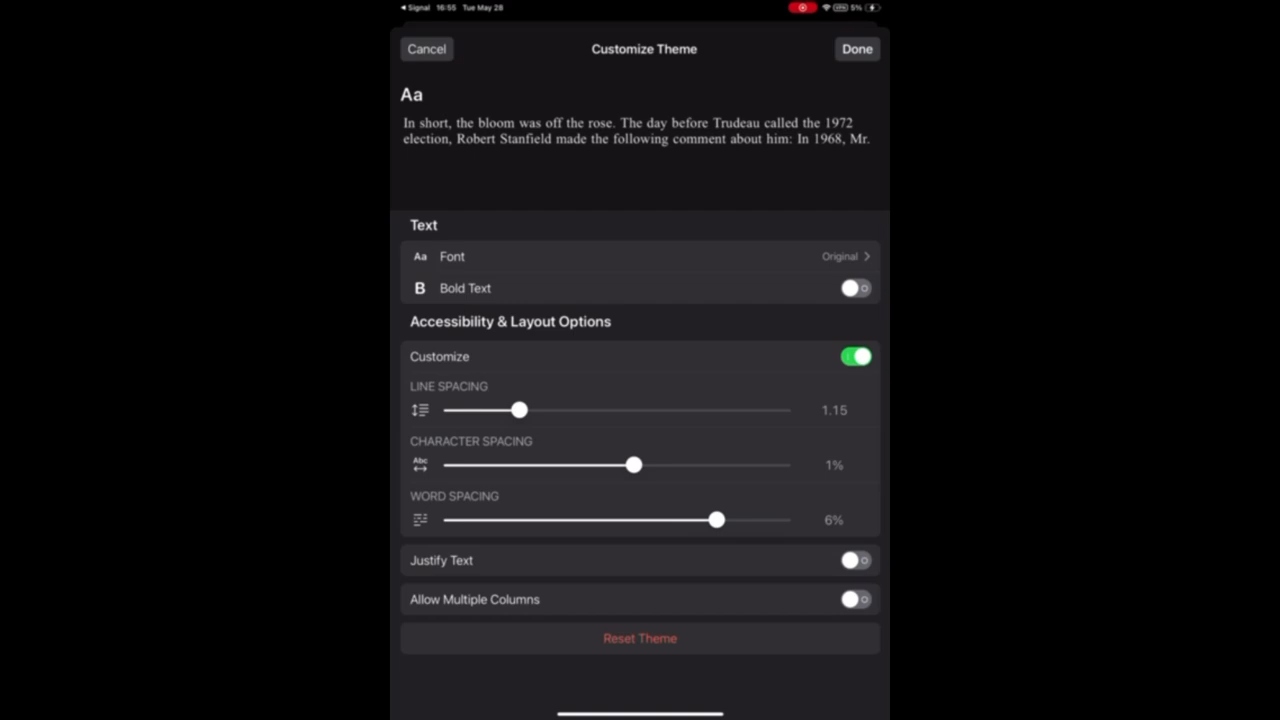 ◀ Signal 16:55 Tue May 28 VPN 5%
Cancel Customize Theme Done
Aa
In short, the bloom was off the rose. The day before Trudeau called the 1972
election, Robert Stanfield made the following comment about him: In 1968, Mr.
Text
Aa Font Original
B Bold Text
Accessibility & Layout Options
Customize
LINE SPACING
1.15
CHARACTER SPACING
Abc 1%
WORD SPACING
6%
Justify Text
Allow Multiple Columns
Reset Theme